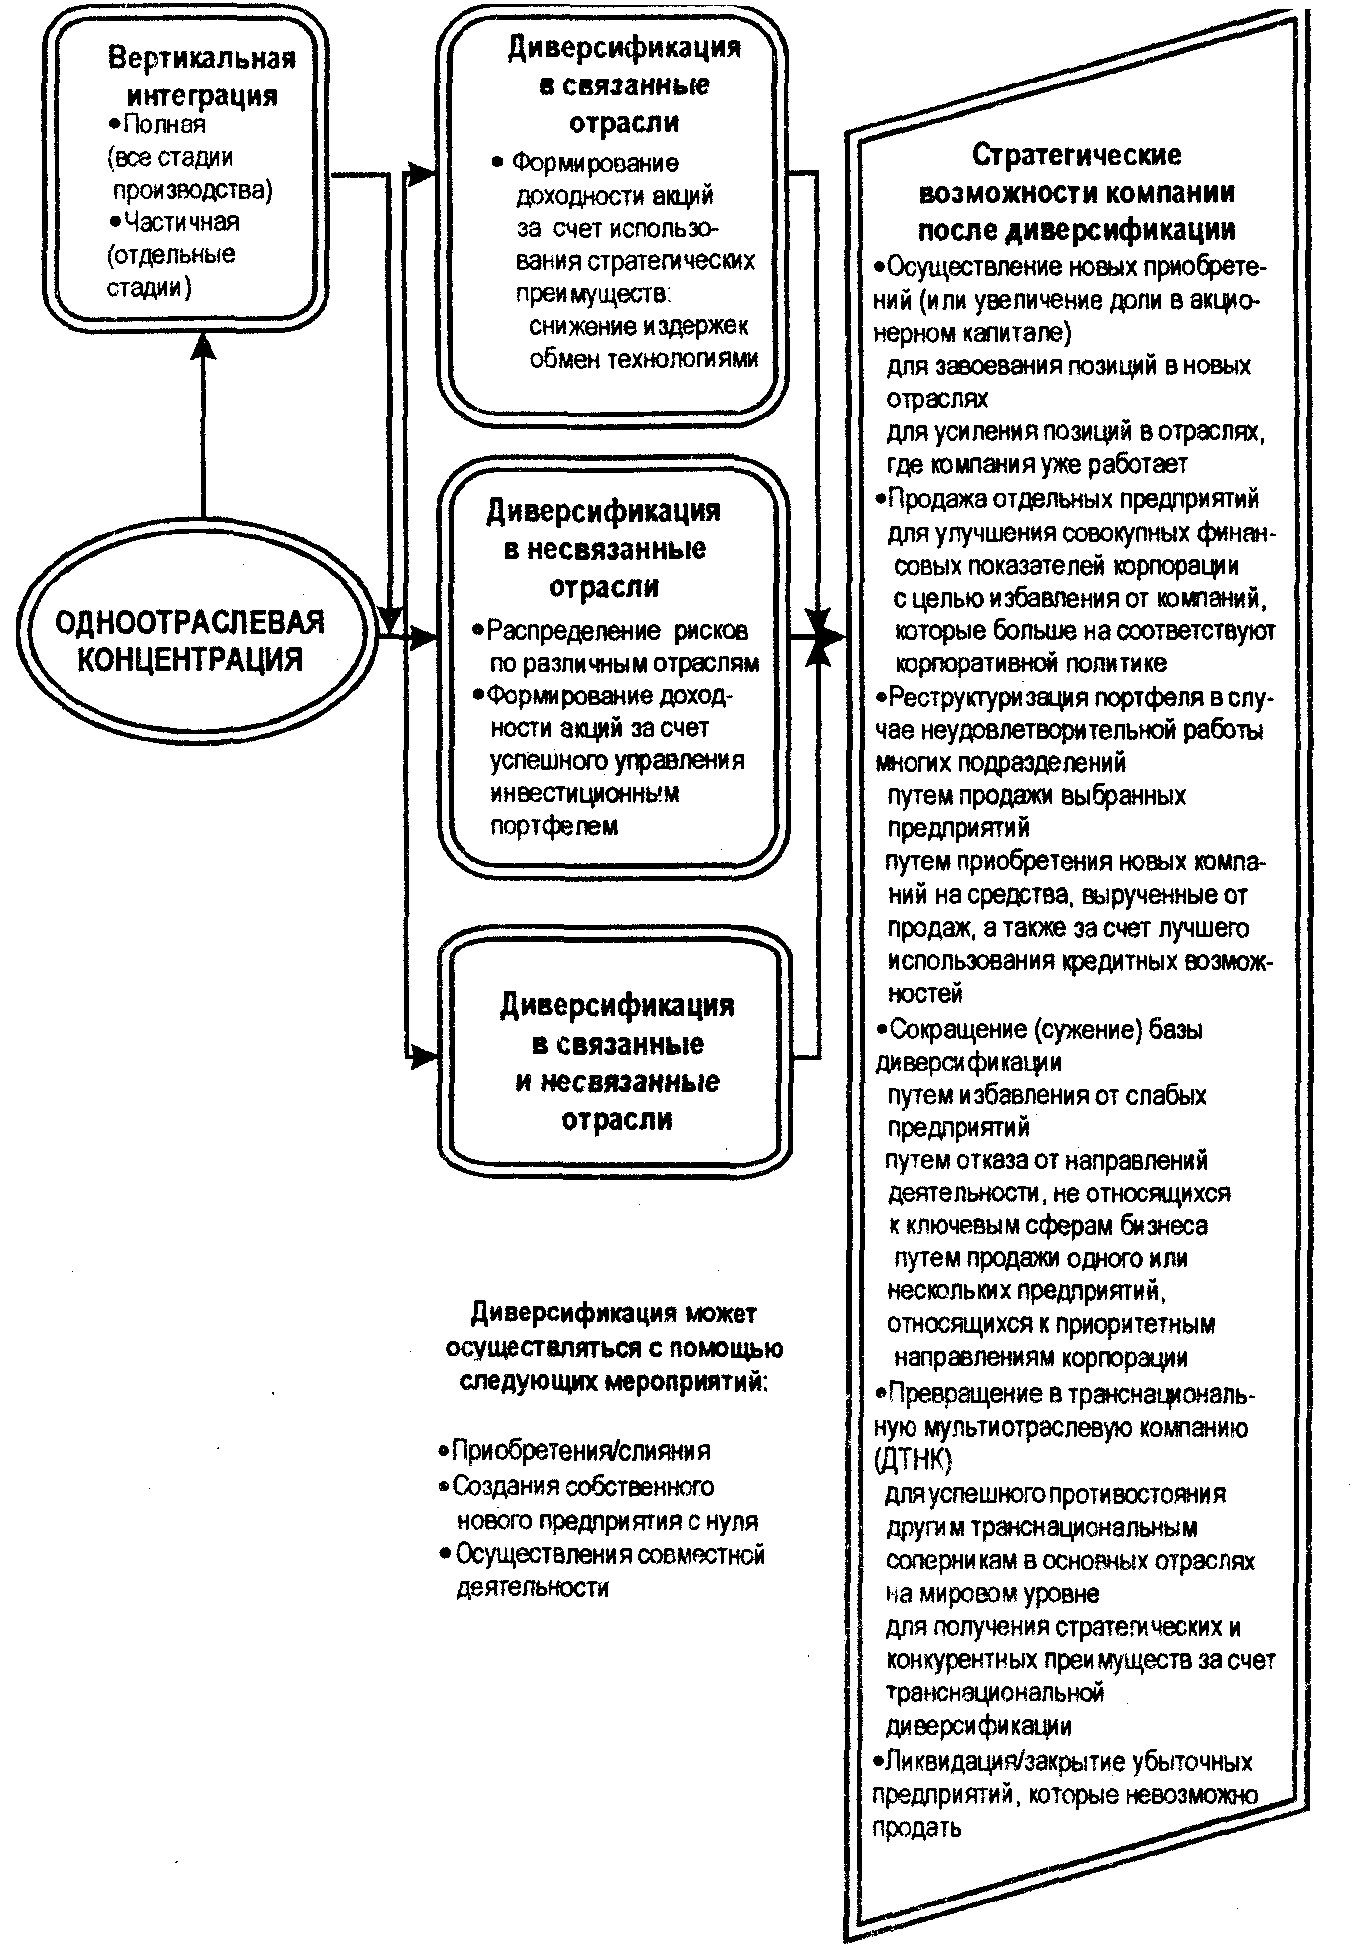 Вертикальная
интеграция
•Полная
(все стадии
производства)
•Частичная
(отдельные
стадии)
ОДНООТРАСЛЕВАЯ
КОНЦЕНТРАЦИЯ
Диверсификация
в связанные
отрасли
• Формирование
доходности акций
за счет использо-
вания стратегических
преимуществ:
снижение издержек
обмен технологиями
Диверсификация
в несвязанные
отрасли
•Распределение рисков
по различным отраслям
•Формирование доход-
ности акций за счет
успешного управления
инвестиционным
портфелем
Диверсификация
в связанные
и несвязанные
отрасли
Диверсификация может
осуществляться с помощью
следующих мероприятий:
•Приобретения/слияния
•Создания собственного
нового предприятия с нуля
•Осуществления совместной
деятельности
Стратегические
возможности компании
после диверсификации
•Осуществление новых приобрете-
ний (или увеличение доли в акцио-
нерном капитале)
для завоевания позиций в новых
отраслях
для усиления позиций в отраслях,
где компания уже работает
•Продажа отдельных предприятий
для улучшения совокупных финан-
совых показателей корпорации
с целью избавления от компаний,
которые больше на соответствуют
корпоративной политике
•Реструктуризация портфеля в слу-
чае неудовлетворительной работы
многих подразделений
путем продажи выбранных
предприятий
путем приобретения новых компа-
ний на средства, вырученные от
продаж, а также за счет лучшего
использования кредитных возмож-
ностей
•Сокращение (сужение) базы
диверсификации
путем избавления от слабых
предприятий
путем отказа от направлений
деятельности, не относящихся
к ключевым сферам бизнеса
путем продажи одного или
нескольких предприятий,
относящихся к приоритетным
направлениям корпорации
•Превращение в транснациональ-
ную мультиотраслевую компанию
(ДТНК)
для успешного противостояния
другим транснациональным
соперникам в основных отраслях
на мировом уровне
для получения стратегических и
конкурентных преимуществ за счет
транснациональной
диверсификации
•Ликвидация/закрытие убыточных
предприятий, которые невозможно
продать